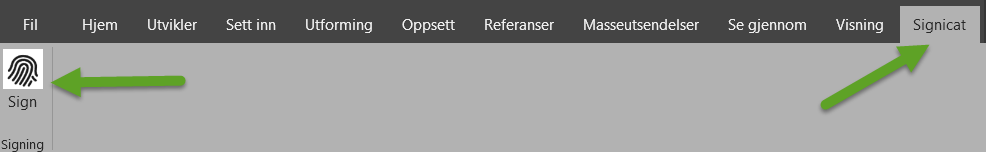 Fil Hjem Utvikler Sett inn Utforming Oppsett Referanser Masseutsendelser Se gjennom Visning Signicat
Sign
Signing